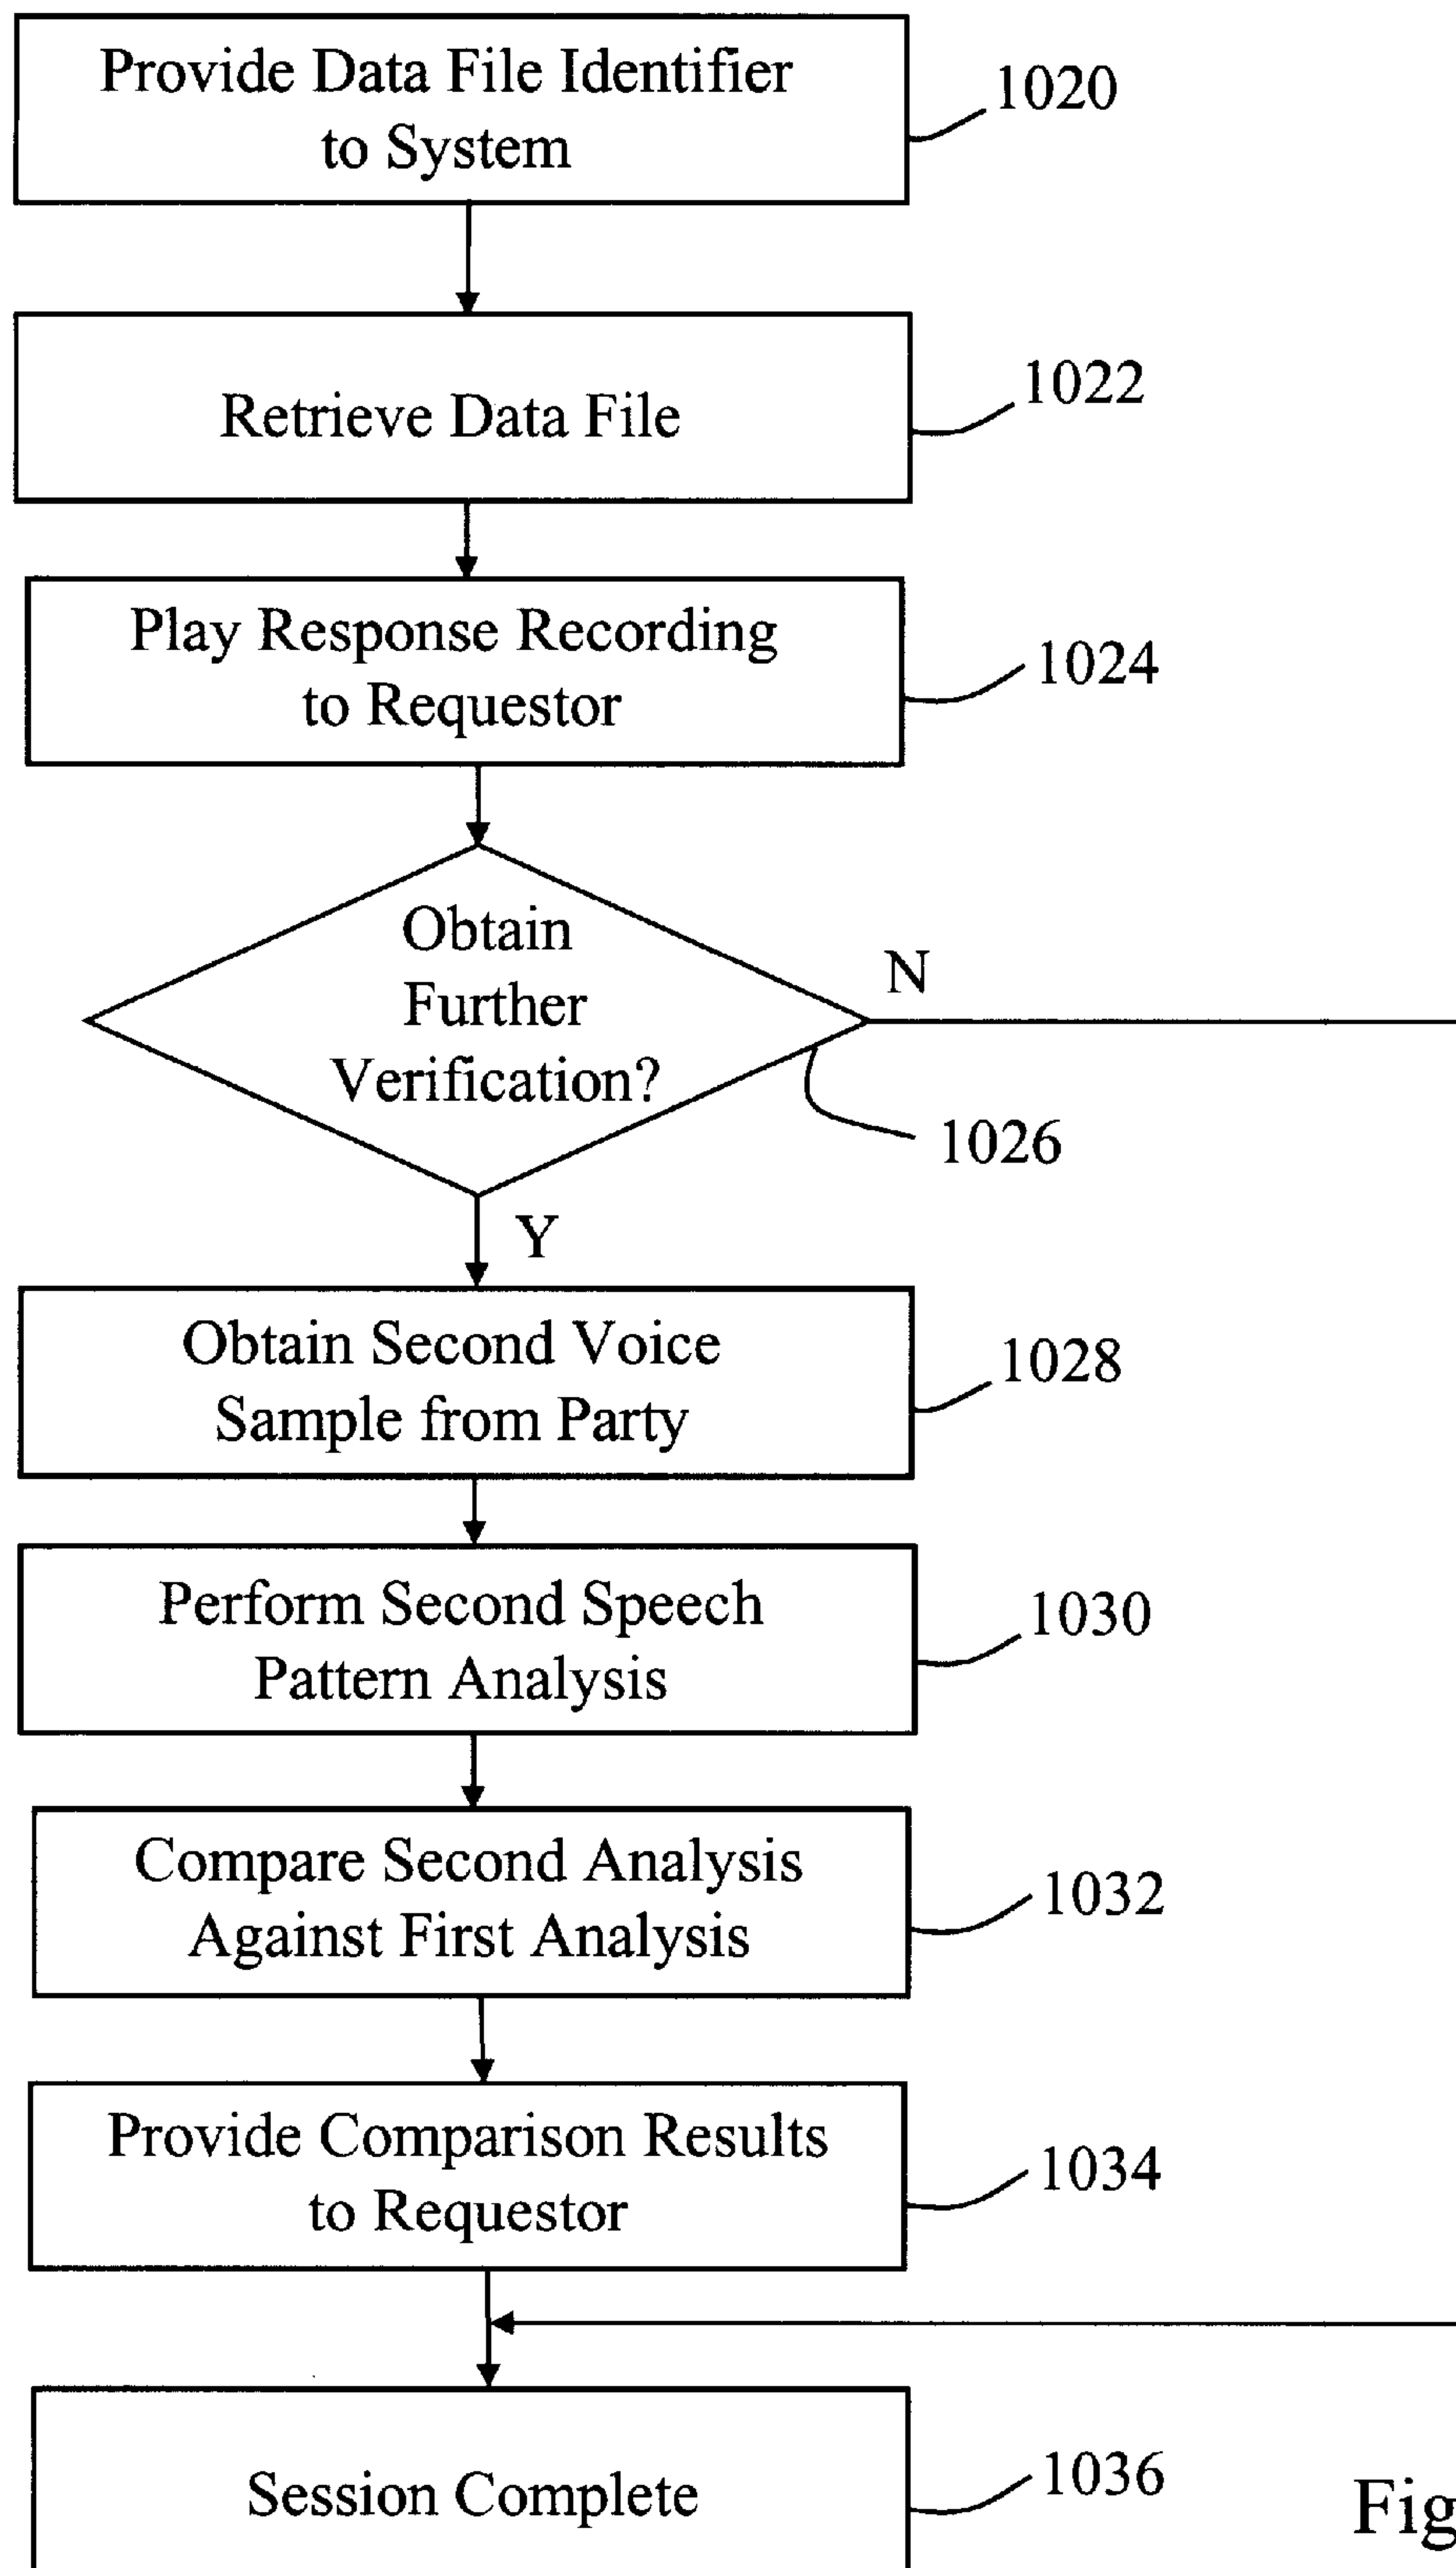 Provide Data File Identifier
to System
1020
Retrieve Data File
1022
Play Response Recording
to Requestor
1024
Obtain
Further
Verification?
N
1026
Y
Obtain Second Voice
Sample from Party
1028
Perform Second Speech
Pattern Analysis
1030
Compare Second Analysis
Against First Analysis
1032
Provide Comparison Results
to Requestor
1034
Session Complete
1036
Fig